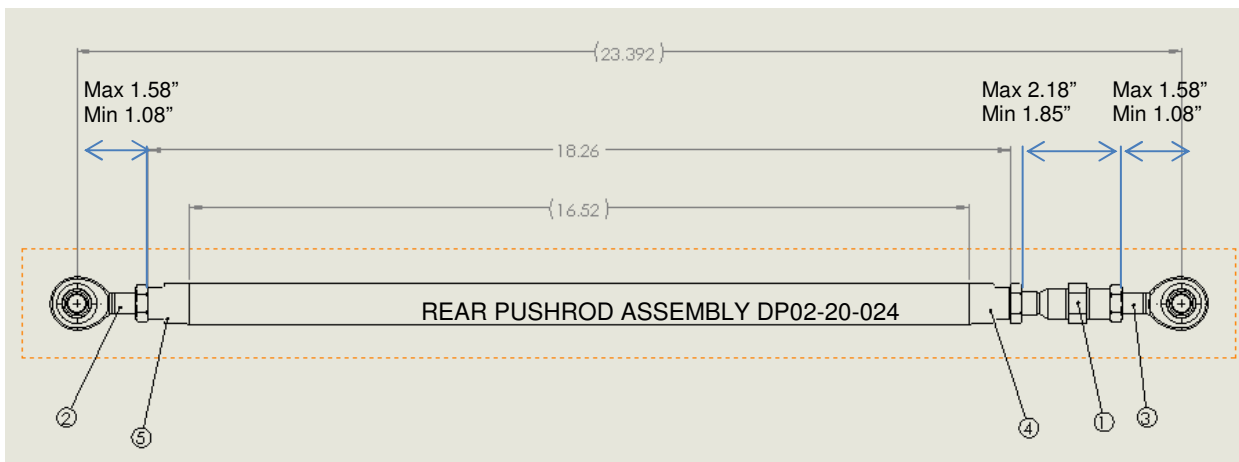 (23.392)
Max 1.58”
Min 1.08”
Max 2.18”
Min 1.85”
Max 1.58”
Min 1.08”
18.26
(16.52)
REAR PUSHROD ASSEMBLY DP02-20-024
2
5
4
1
3